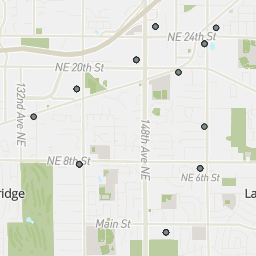 NE 24th St
NE 20th St
132nd Ave NE
148th Ave NE
NE 8th St
NE 6th St
ridge
La
Main St